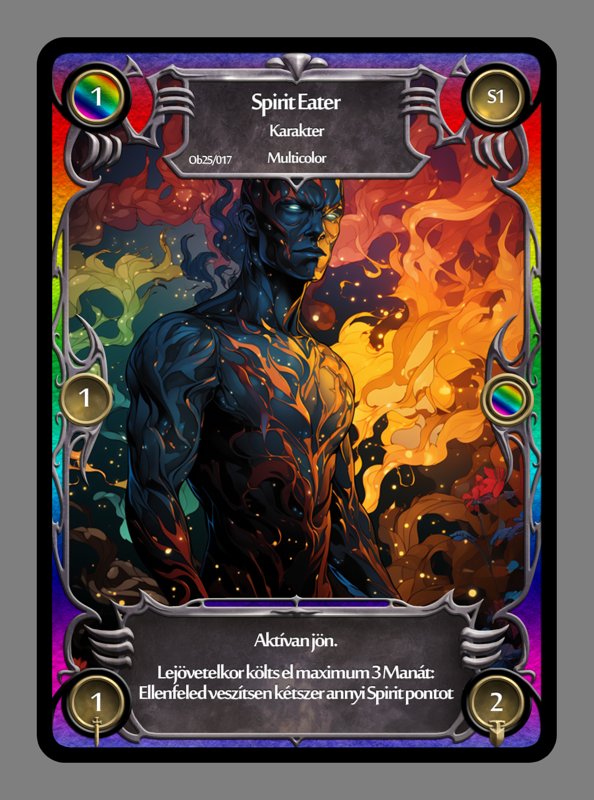 1
Spirit Eater
S1
Karakter
Ob25/017 Multicolor
1
Aktívan jön.
Lejövetelkor költs el maximum 3 Manát:
Ellenfeled veszítsen kétszer annyi Spirit pontot
1
2